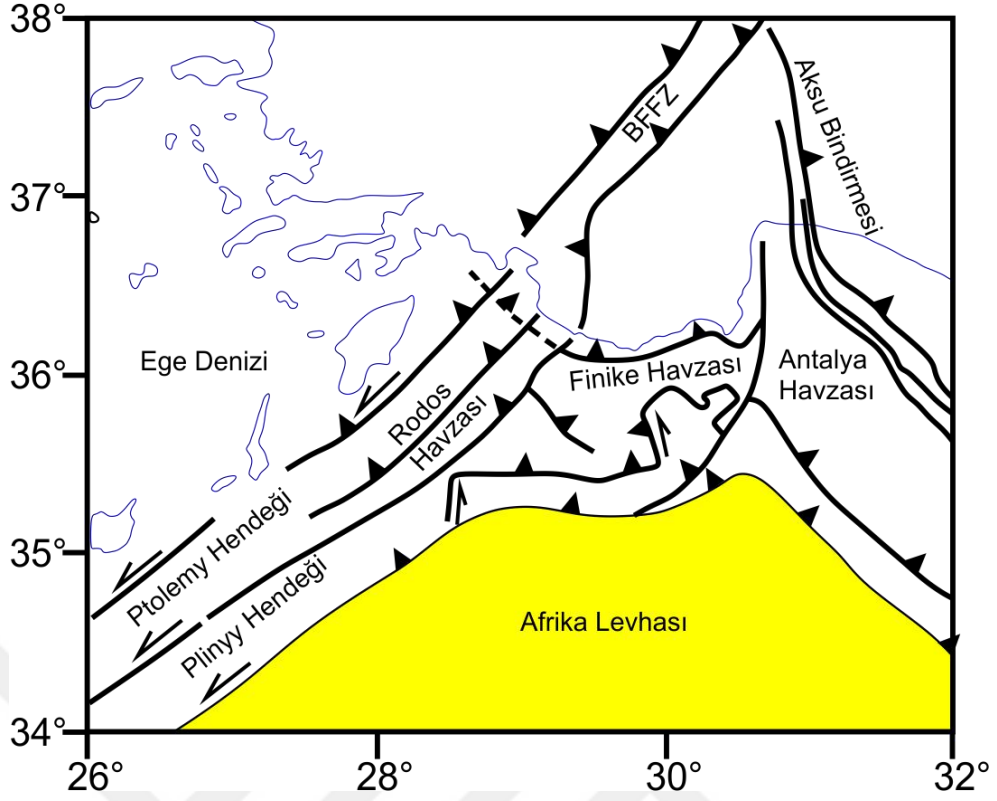 38°
37°
36°
35°
34°
26°
28°
30°
32°
BFFZ
Aksu Bindirmesi
Ege Denizi
Rodos
Havzası
Finike Havzası
Antalya
Havzası
Ptolemy Hendeği
Plinyy Hendeği
Afrika Levhası